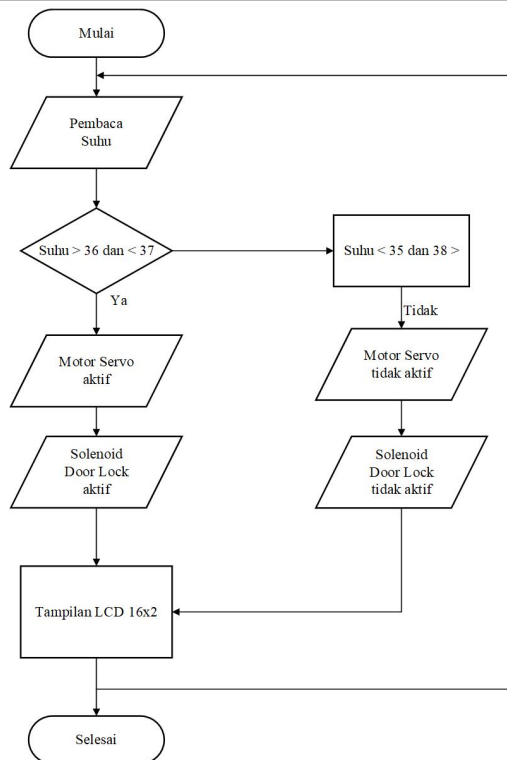 Mulai
Pembaca
Suhu
Suhu > 36 dan < 37
Suhu < 35 dan 38 >
Ya
Tidak
Motor Servo
aktif
Motor Servo
tidak aktif
Solenoid
Door Lock
aktif
Solenoid
Door Lock
tidak aktif
Tampilan LCD 16x2
Selesai